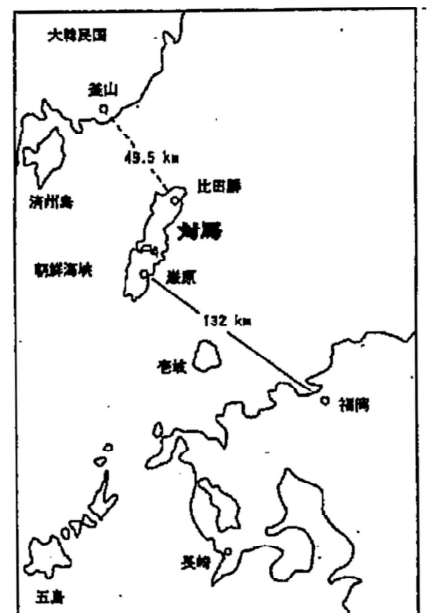 大韓民国
釜山
49.5 km
済州島
比田勝
対馬
朝鮮海峡
厳原
132 km
壱岐
福岡
長崎
五島